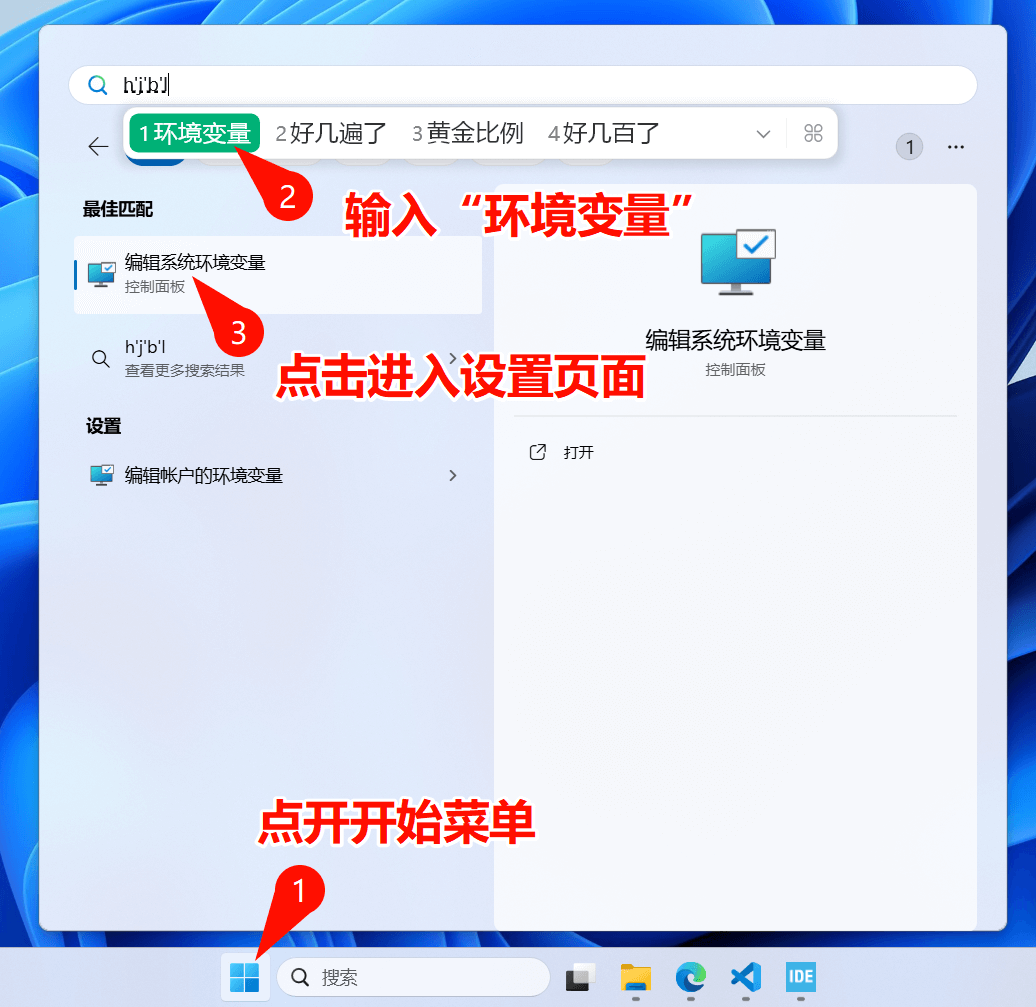 h'j'b'l
1 环境变量 2 好几遍了 3 黄金比例 4 好几百了
1
2
输入“环境变量”
最佳匹配
编辑系统环境变量
控制面板
3
点击进入设置页面
h'j'b'l
查看更多搜索结果
设置
编辑帐户的环境变量
编辑系统环境变量
控制面板
打开
点开开始菜单
1
搜索
IDE